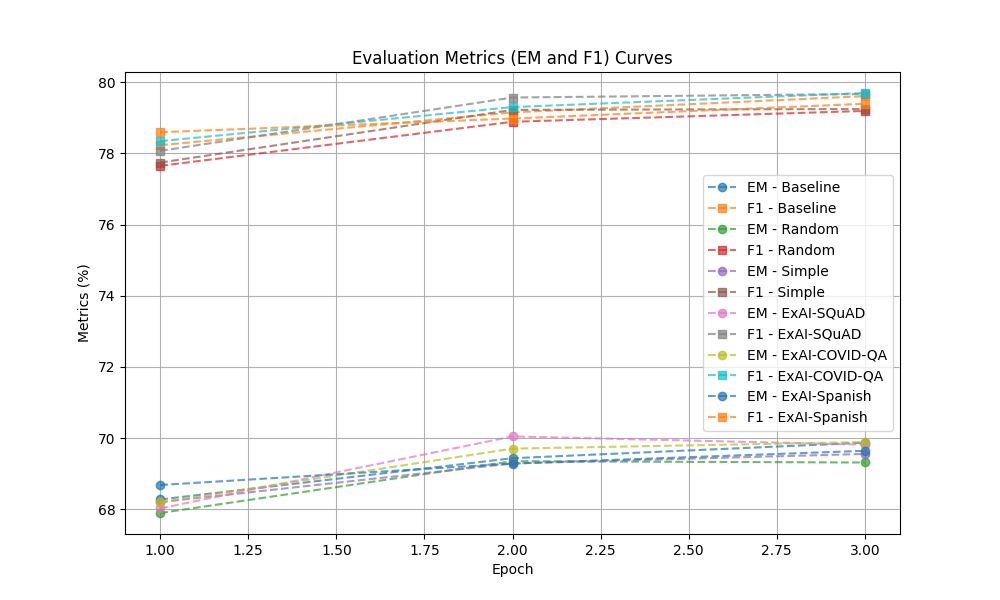 Evaluation Metrics (EM and F1) Curves
80
78
76
74
72
70
68
Metrics (%)
EM - Baseline
F1 - Baseline
EM - Random
F1 - Random
EM - Simple
F1 - Simple
EM - ExAI-SQuAD
F1 - ExAI-SQuAD
EM - ExAI-COVID-QA
F1 - ExAI-COVID-QA
EM - ExAI-Spanish
F1 - ExAI-Spanish
1.00 1.25 1.50 1.75 2.00 2.25 2.50 2.75 3.00
Epoch